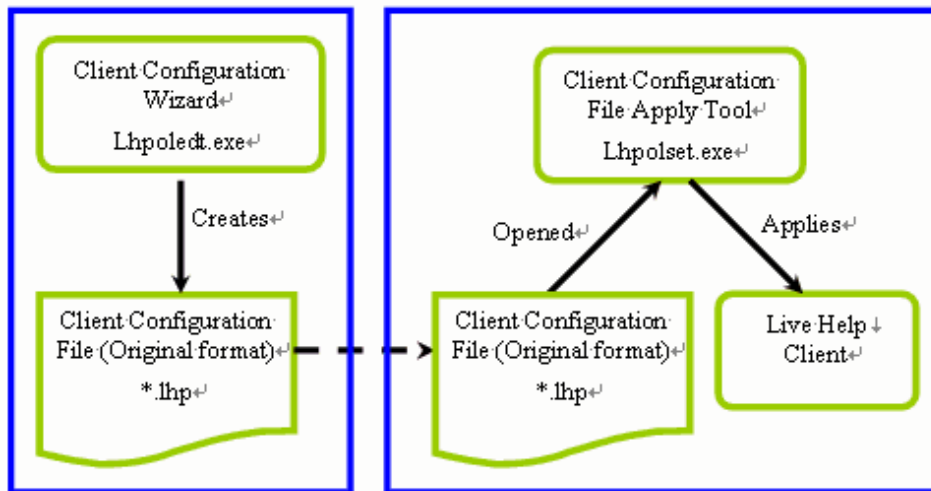 Client Configuration
Wizard
Lhpoledt.exe
Creates
Client Configuration
File (Original format)
*.lhp
Client Configuration
File Apply Tool
Lhpolset.exe
Opened
Applies
Client Configuration
File (Original format)
*.lhp
Live Help
Client